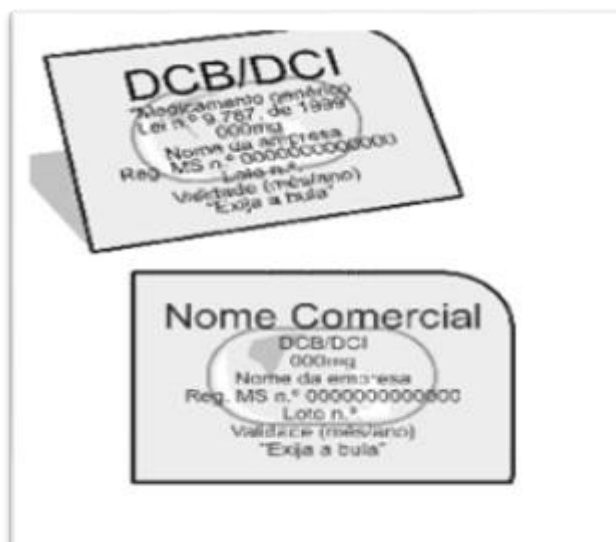 DCB/DCI
"Medicamento genérico
Lei n.º 9.787, de 1999"
000mg
Nome da empresa
Reg. MS n.º 0000000000000
Lote n.º
Validade (mês/ano)
"Exija a bula"
Nome Comercial
DCB/DCI
000mg
Nome da empresa
Reg. MS n.º 0000000000000
Lote n.º
Validade (mês/ano)
"Exija a bula"